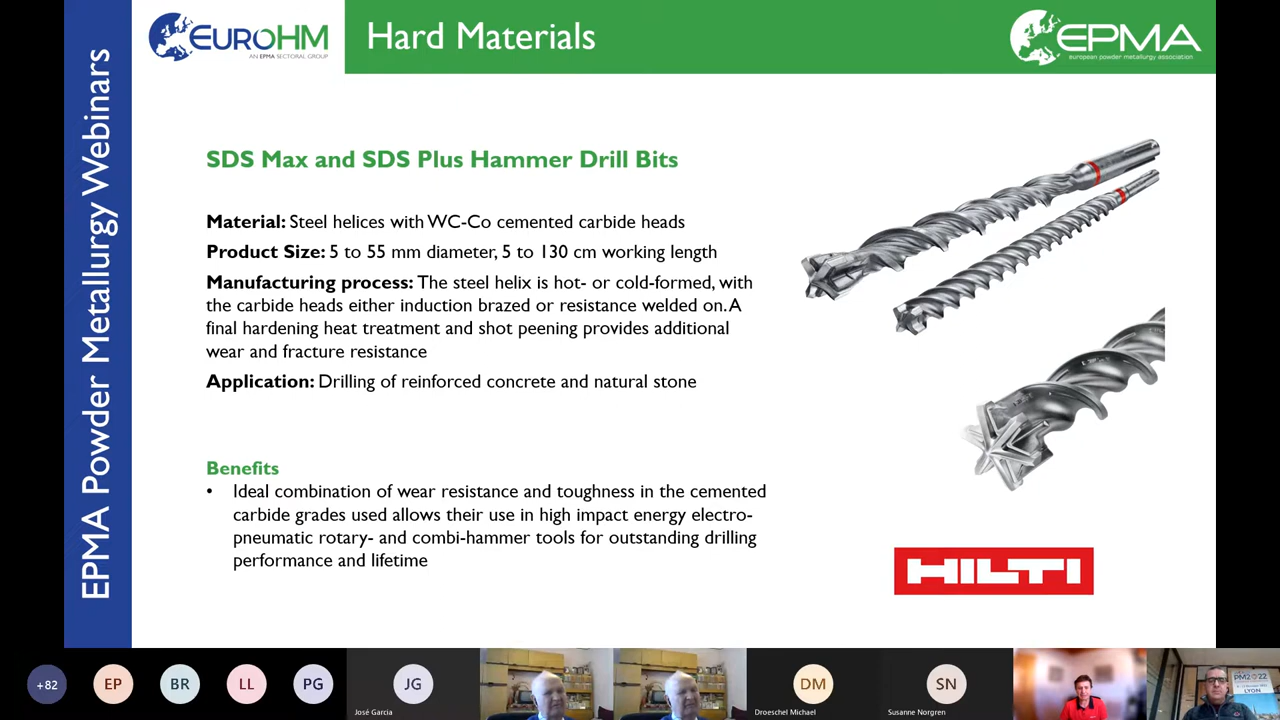 EPMA Powder Metallurgy Webinars
EUROHM
AN EPMA SECTORAL GROUP
Hard Materials
EPMA
european powder metallurgy association
SDS Max and SDS Plus Hammer Drill Bits
Material: Steel helices with WC-Co cemented carbide heads
Product Size: 5 to 55 mm diameter, 5 to 130 cm working length
Manufacturing process: The steel helix is hot- or cold-formed, with
the carbide heads either induction brazed or resistance welded on. A
final hardening heat treatment and shot peening provides additional
wear and fracture resistance
Application: Drilling of reinforced concrete and natural stone
Benefits
• Ideal combination of wear resistance and toughness in the cemented
carbide grades used allows their use in high impact energy electro-
pneumatic rotary- and combi-hammer tools for outstanding drilling
performance and lifetime
HILTI
+82
EP
BR
LL
PG
JG
José Garcia
DM
Droeschel Michael
SN
Susanne Norgren
PM2022
LYON